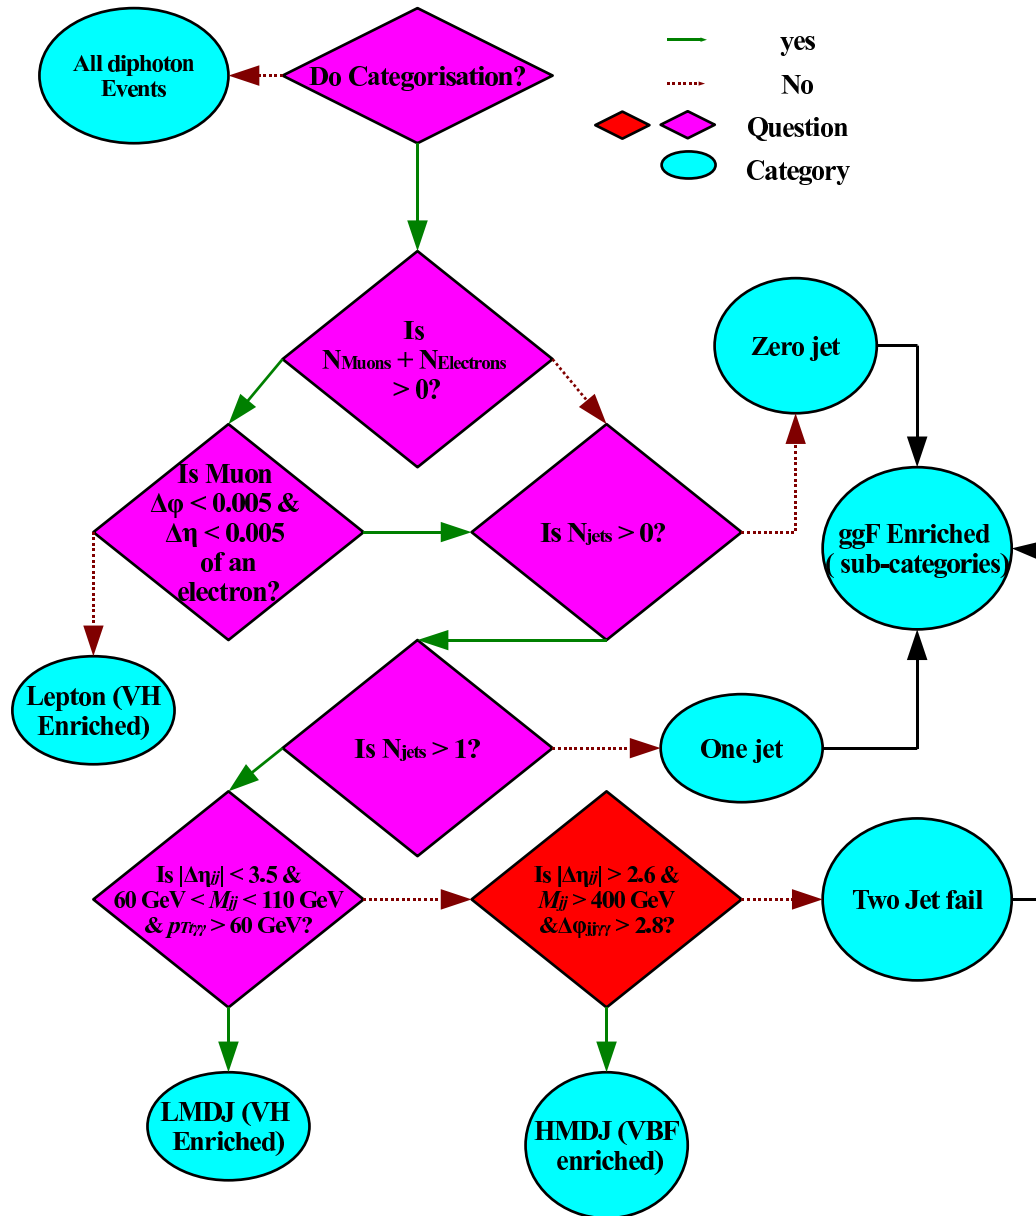 All diphoton
Events
Do Categorisation?
yes
No
Question
Category
Is
NMuons + NElectrons
> 0?
Zero jet
Is Muon
Δφ < 0.005 &
Δη < 0.005
of an
electron?
Is Njets > 0?
ggF Enriched
( sub-categories)
Lepton (VH
Enriched)
Is Njets > 1?
One jet
Is |Δηjj| < 3.5 &
60 GeV < Mjj < 110 GeV
& pTtγγ > 60 GeV?
Is |Δηjj| > 2.6 &
Mjj > 400 GeV
&Δφjjγγ > 2.8?
Two Jet fail
LMDJ (VH
Enriched)
HMDJ (VBF
enriched)